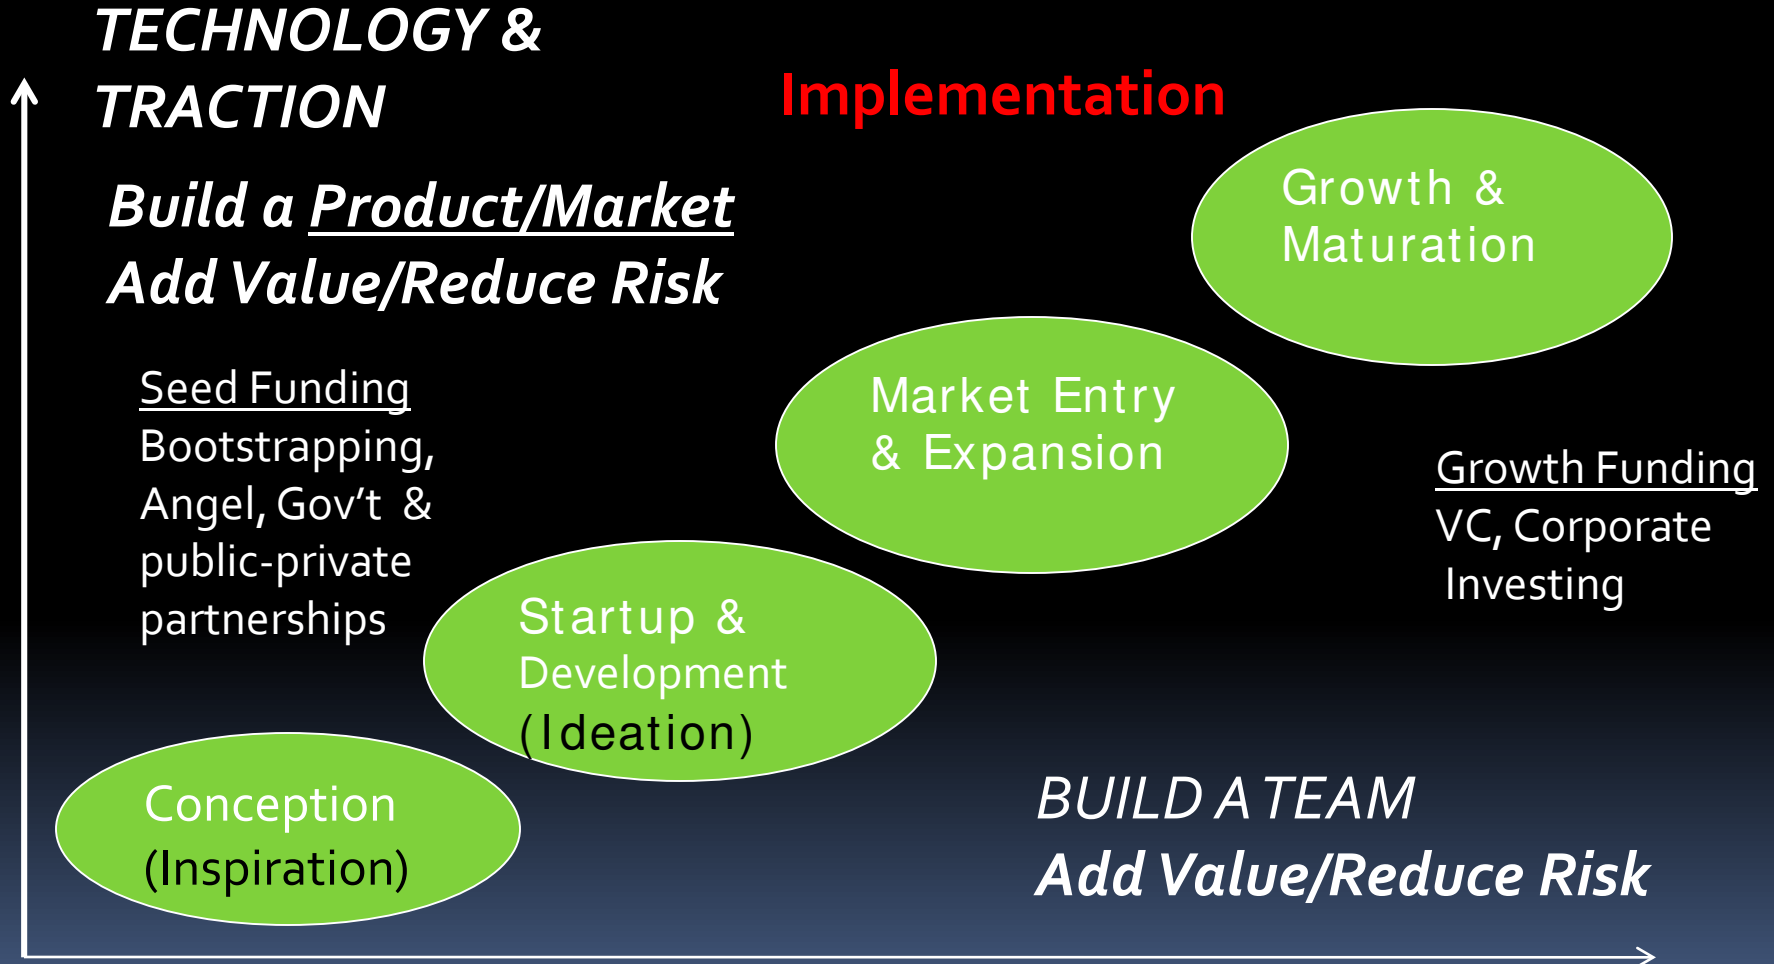 TECHNOLOGY &
TRACTION
Implementation
Build a Product/Market
Add Value/Reduce Risk
Growth &
Maturation
Seed Funding
Bootstrapping,
Angel, Gov’t &
public-private
partnerships
Market Entry
& Expansion
Growth Funding
VC, Corporate
Investing
Startup &
Development
(Ideation)
Conception
(Inspiration)
BUILD A TEAM
Add Value/Reduce Risk